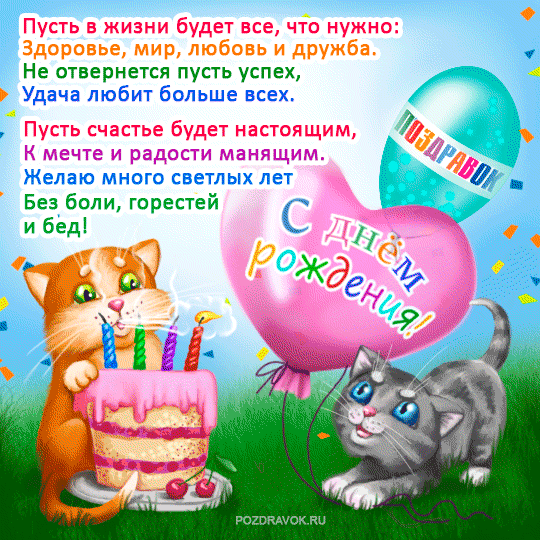 Пусть в жизни будет все, что нужно:
Здоровье, мир, любовь и дружба.
Не отвернется пусть успех,
Удача любит больше всех.
Пусть счастье будет настоящим,
К мечте и радости манящим.
Желаю много светлых лет
Без боли, горестей
и бед!
ПОЗДРАВОК
С днём
рождения!
POZDRAVOK.RU